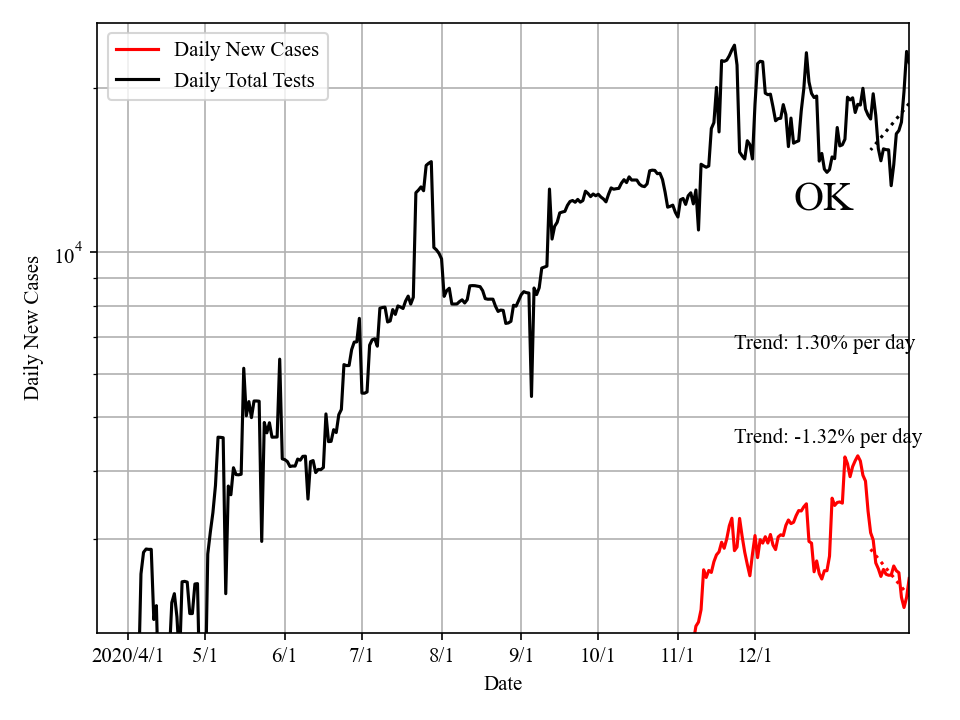 Daily New Cases
Daily Total Tests
OK
10^4
Trend: 1.30% per day
Trend: -1.32% per day
Daily New Cases
2020/4/1 5/1 6/1 7/1 8/1 9/1 10/1 11/1 12/1
Date